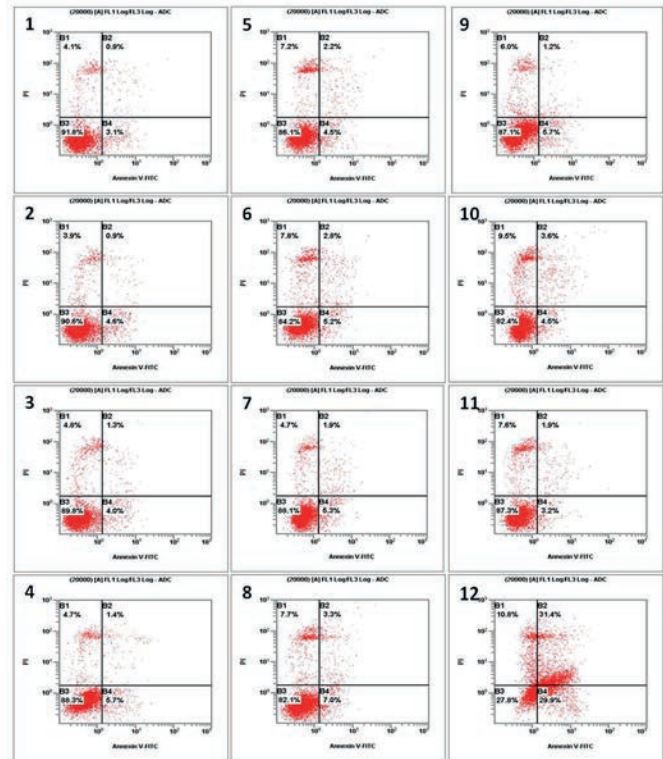 (20000) [A] FL1 Log/FL3 Log - ADC
1
B1 B2
4.1% 0.9%
PI
B3 B4
91.8% 3.1%
Annexin V-FITC
(20000) [A] FL1 Log/FL3 Log - ADC
2
B1 B2
3.9% 0.9%
PI
B3 B4
90.6% 4.6%
Annexin V-FITC
(20000) [A] FL1 Log/FL3 Log - ADC
3
B1 B2
4.8% 1.3%
PI
B3 B4
89.8% 4.0%
Annexin V-FITC
(20000) [A] FL1 Log/FL3 Log - ADC
4
B1 B2
4.7% 1.4%
PI
B3 B4
88.3% 5.7%
Annexin V-FITC
(20000) [A] FL1 Log/FL3 Log - ADC
5
B1 B2
7.2% 2.2%
PI
B3 B4
86.1% 4.5%
Annexin V-FITC
(20000) [A] FL1 Log/FL3 Log - ADC
6
B1 B2
7.8% 2.8%
PI
B3 B4
84.2% 5.2%
Annexin V-FITC
(20000) [A] FL1 Log/FL3 Log - ADC
7
B1 B2
4.7% 1.9%
PI
B3 B4
88.1% 5.3%
Annexin V-FITC
(20000) [A] FL1 Log/FL3 Log - ADC
8
B1 B2
7.7% 3.3%
PI
B3 B4
82.1% 7.0%
Annexin V-FITC
(20000) [A] FL1 Log/FL3 Log - ADC
9
B1 B2
6.0% 1.2%
PI
B3 B4
87.1% 5.7%
Annexin V-FITC
(20000) [A] FL1 Log/FL3 Log - ADC
10
B1 B2
9.5% 3.6%
PI
B3 B4
82.4% 4.5%
Annexin V-FITC
(20000) [A] FL1 Log/FL3 Log - ADC
11
B1 B2
7.6% 1.9%
PI
B3 B4
87.3% 3.2%
Annexin V-FITC
(20000) [A] FL1 Log/FL3 Log - ADC
12
B1 B2
10.8% 31.4%
PI
B3 B4
27.8% 29.9%
Annexin V-FITC